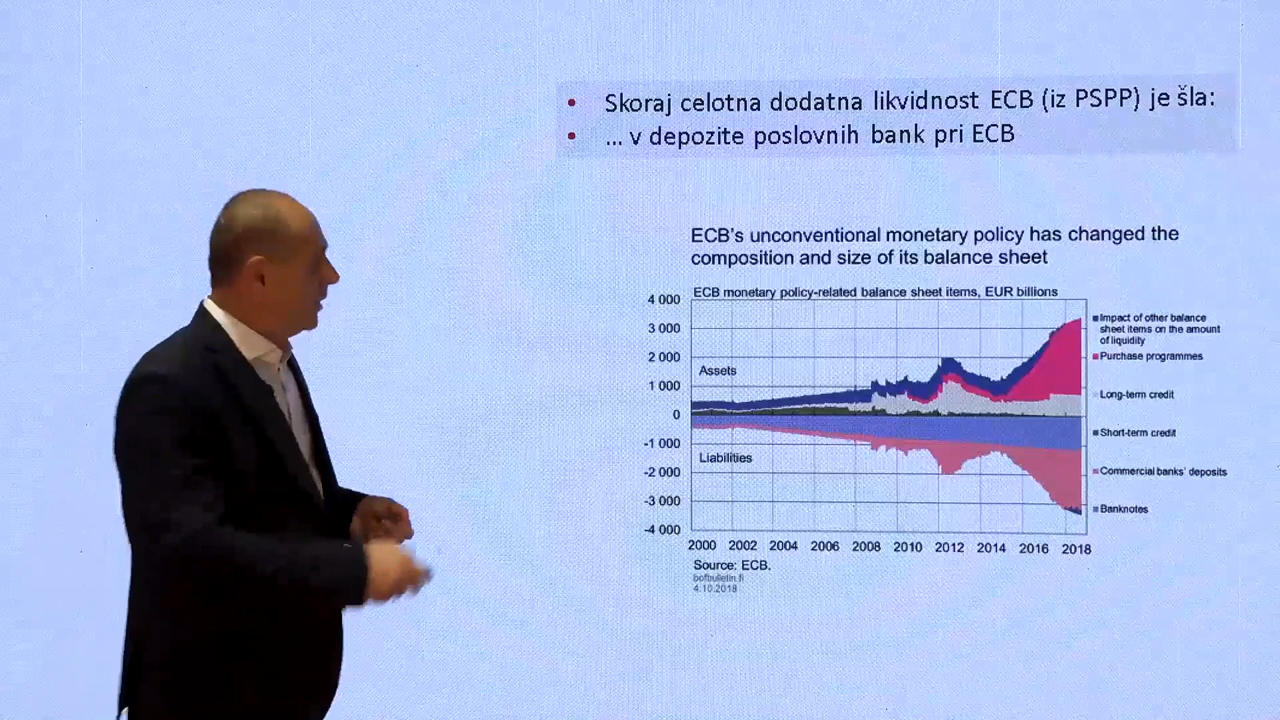 • Skoraj celotna dodatna likvidnost ECB (iz PSPP) je šla:
• ... v depozite poslovnih bank pri ECB
ECB's unconventional monetary policy has changed the
composition and size of its balance sheet
ECB monetary policy-related balance sheet items, EUR billions
4 000
3 000
2 000
1 000
0
-1 000
-2 000
-3 000
-4 000
Assets
Liabilities
2000 2002 2004 2006 2008 2010 2012 2014 2016 2018
Impact of other balance
sheet items on the amount
of liquidity
Purchase programmes
Long-term credit
Short-term credit
Commercial banks' deposits
Banknotes
Source: ECB.
bofbulletin.fi
4.10.2018